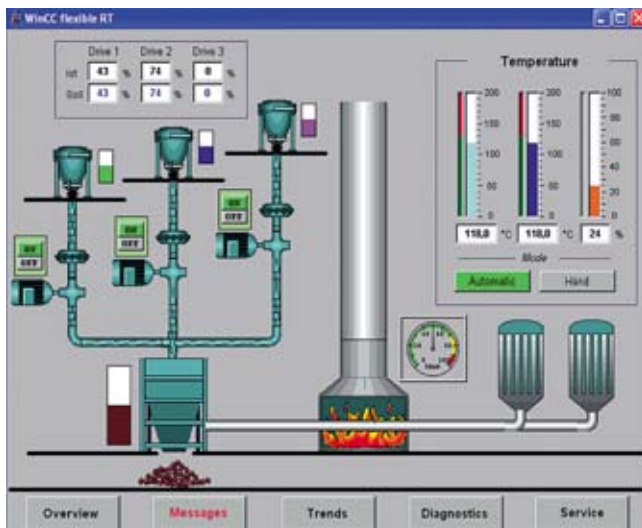 WinCC flexible RT
Drive 1 Drive 2 Drive 3
Ist 43 % 74 % 0 %
Soll 43 % 74 % 0 %
Temperature
200 200 100
150 150 80
100 100 60
50 50 40
0 0 20
0
118,0 °C 118,0 °C 24 %
Mode
Automatic Hand
ON
OFF
ON
OFF
ON
OFF
Overview Messages Trends Diagnostics Service